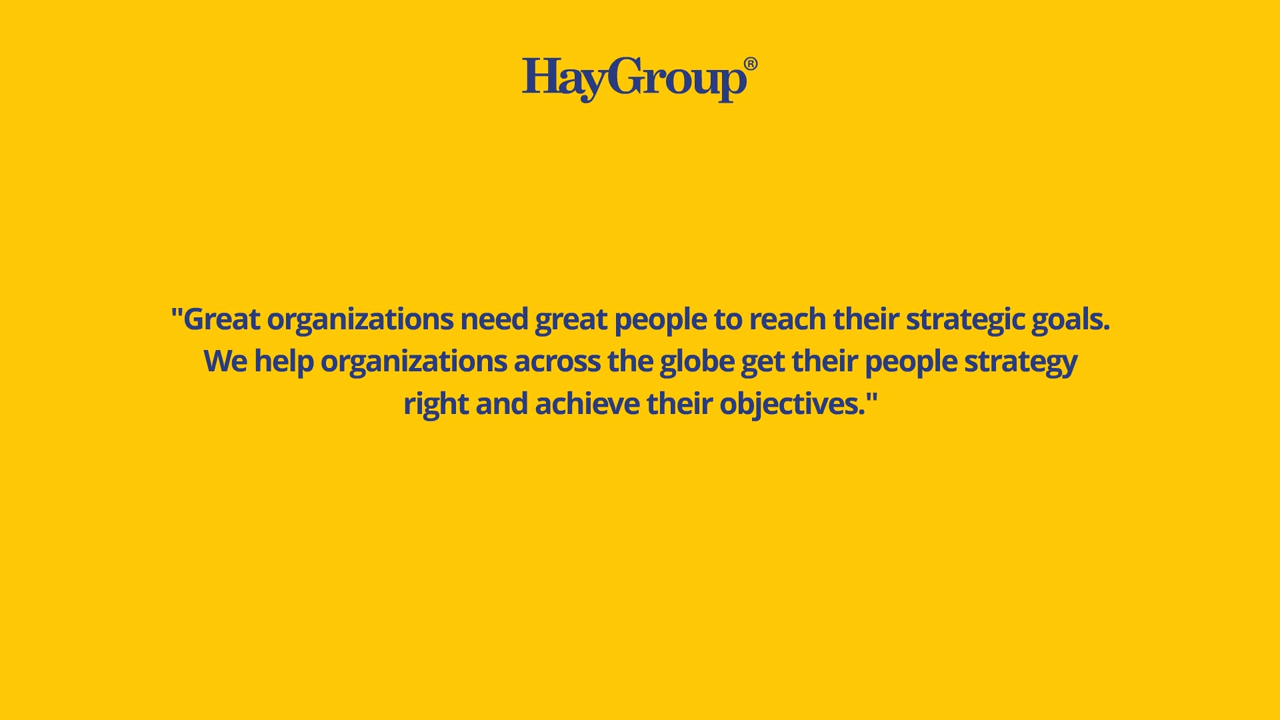 HayGroup®
"Great organizations need great people to reach their strategic goals.
We help organizations across the globe get their people strategy
right and achieve their objectives."